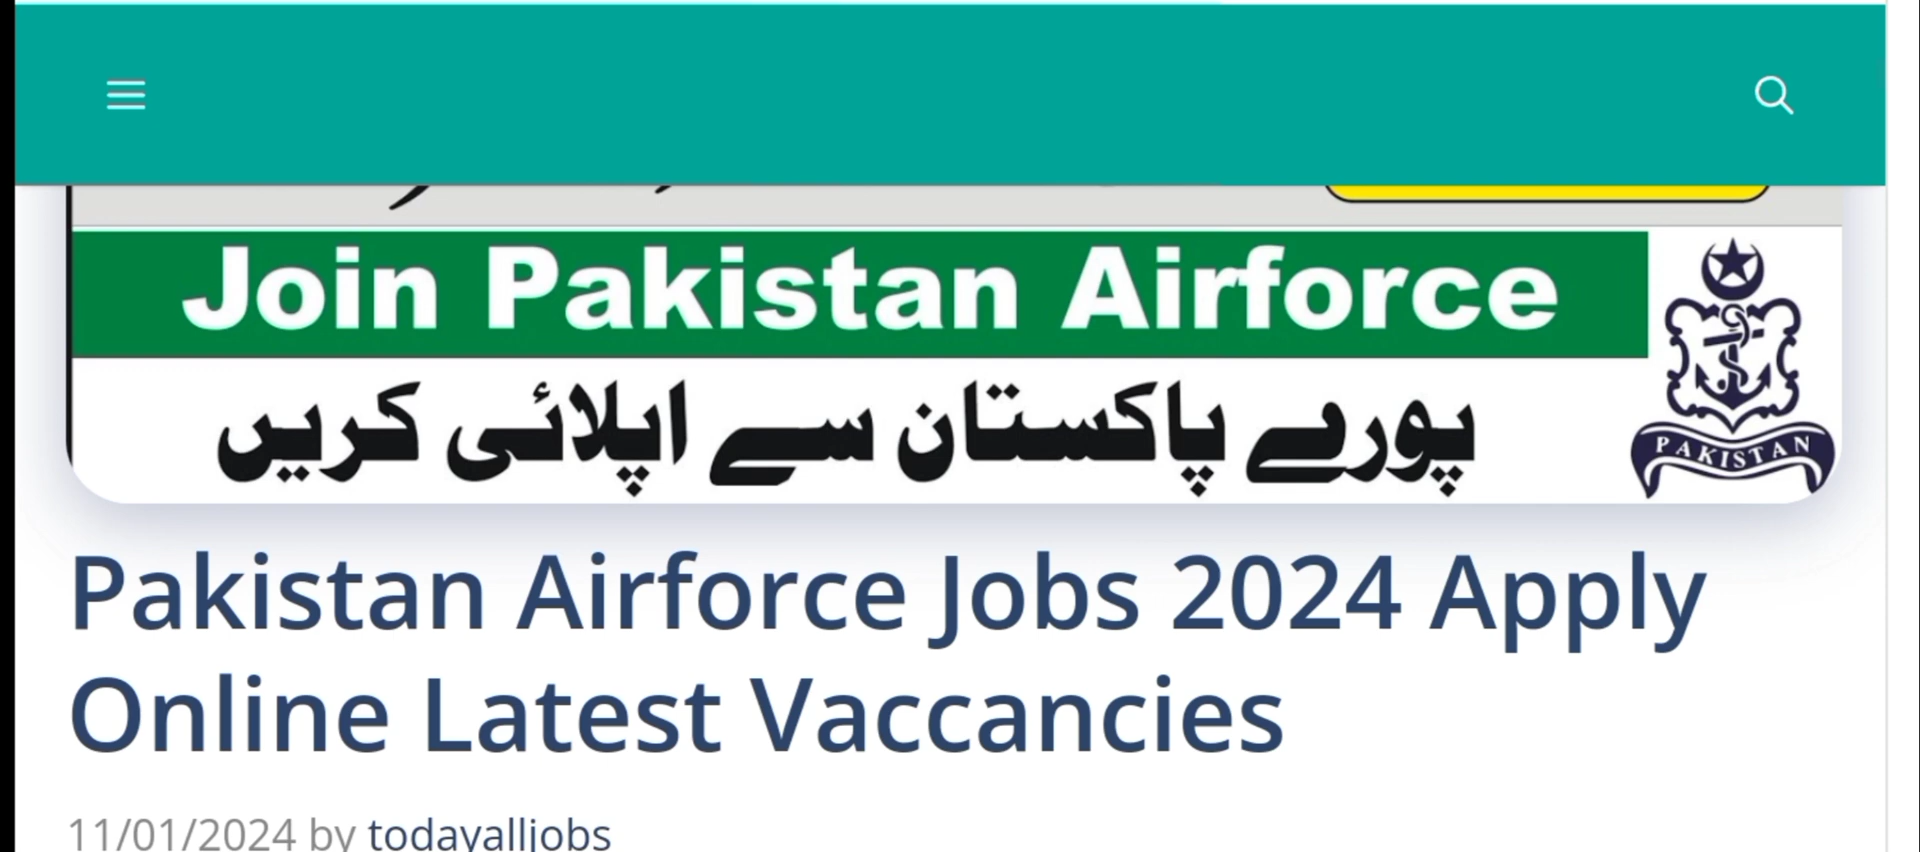 Join Pakistan Airforce
پورے پاکستان سے اپلائی کریں
PAKISTAN
Pakistan Airforce Jobs 2024 Apply
Online Latest Vaccancies
11/01/2024 by todayalljobs